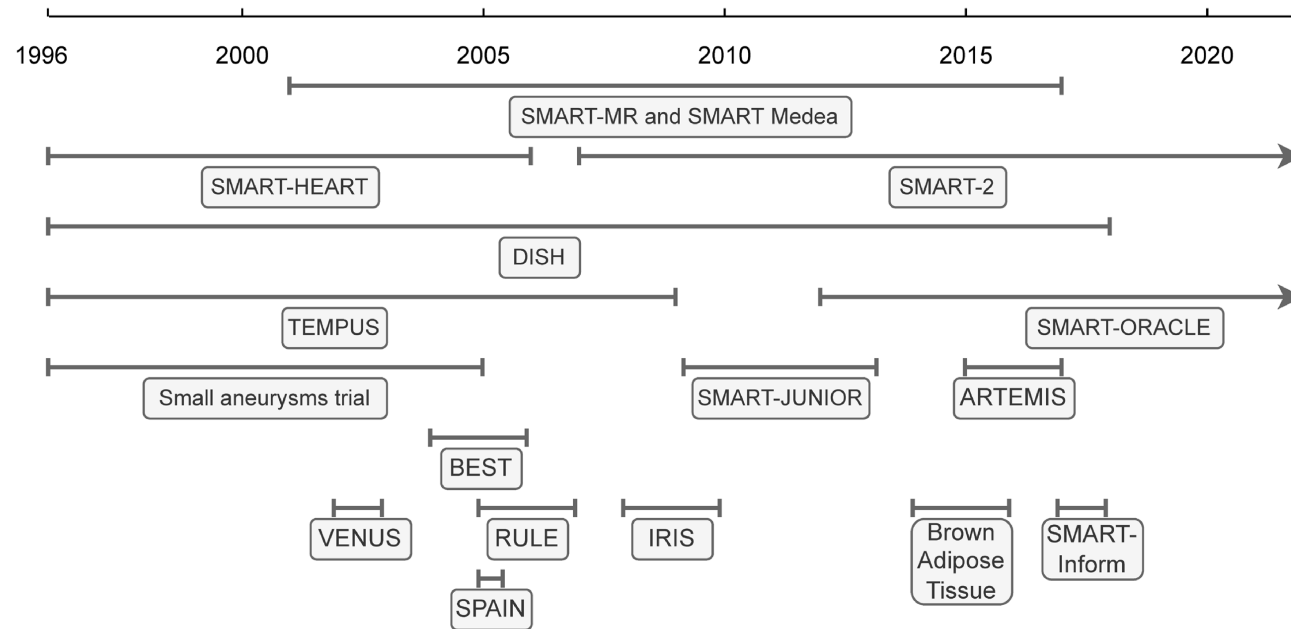 1996 2000 2005 2010 2015 2020
SMART-MR and SMART Medea
SMART-HEART SMART-2
DISH
TEMPUS SMART-ORACLE
Small aneurysms trial SMART-JUNIOR ARTEMIS
BEST
VENUS RULE IRIS
Brown
Adipose
Tissue
SMART-
Inform
SPAIN